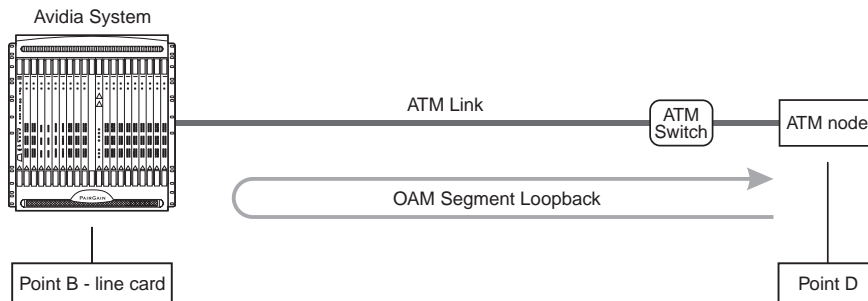 Avidia System
ATM Link
ATM
Switch
ATM node
OAM Segment Loopback
PAIRGAIN
Point B - line card
Point D